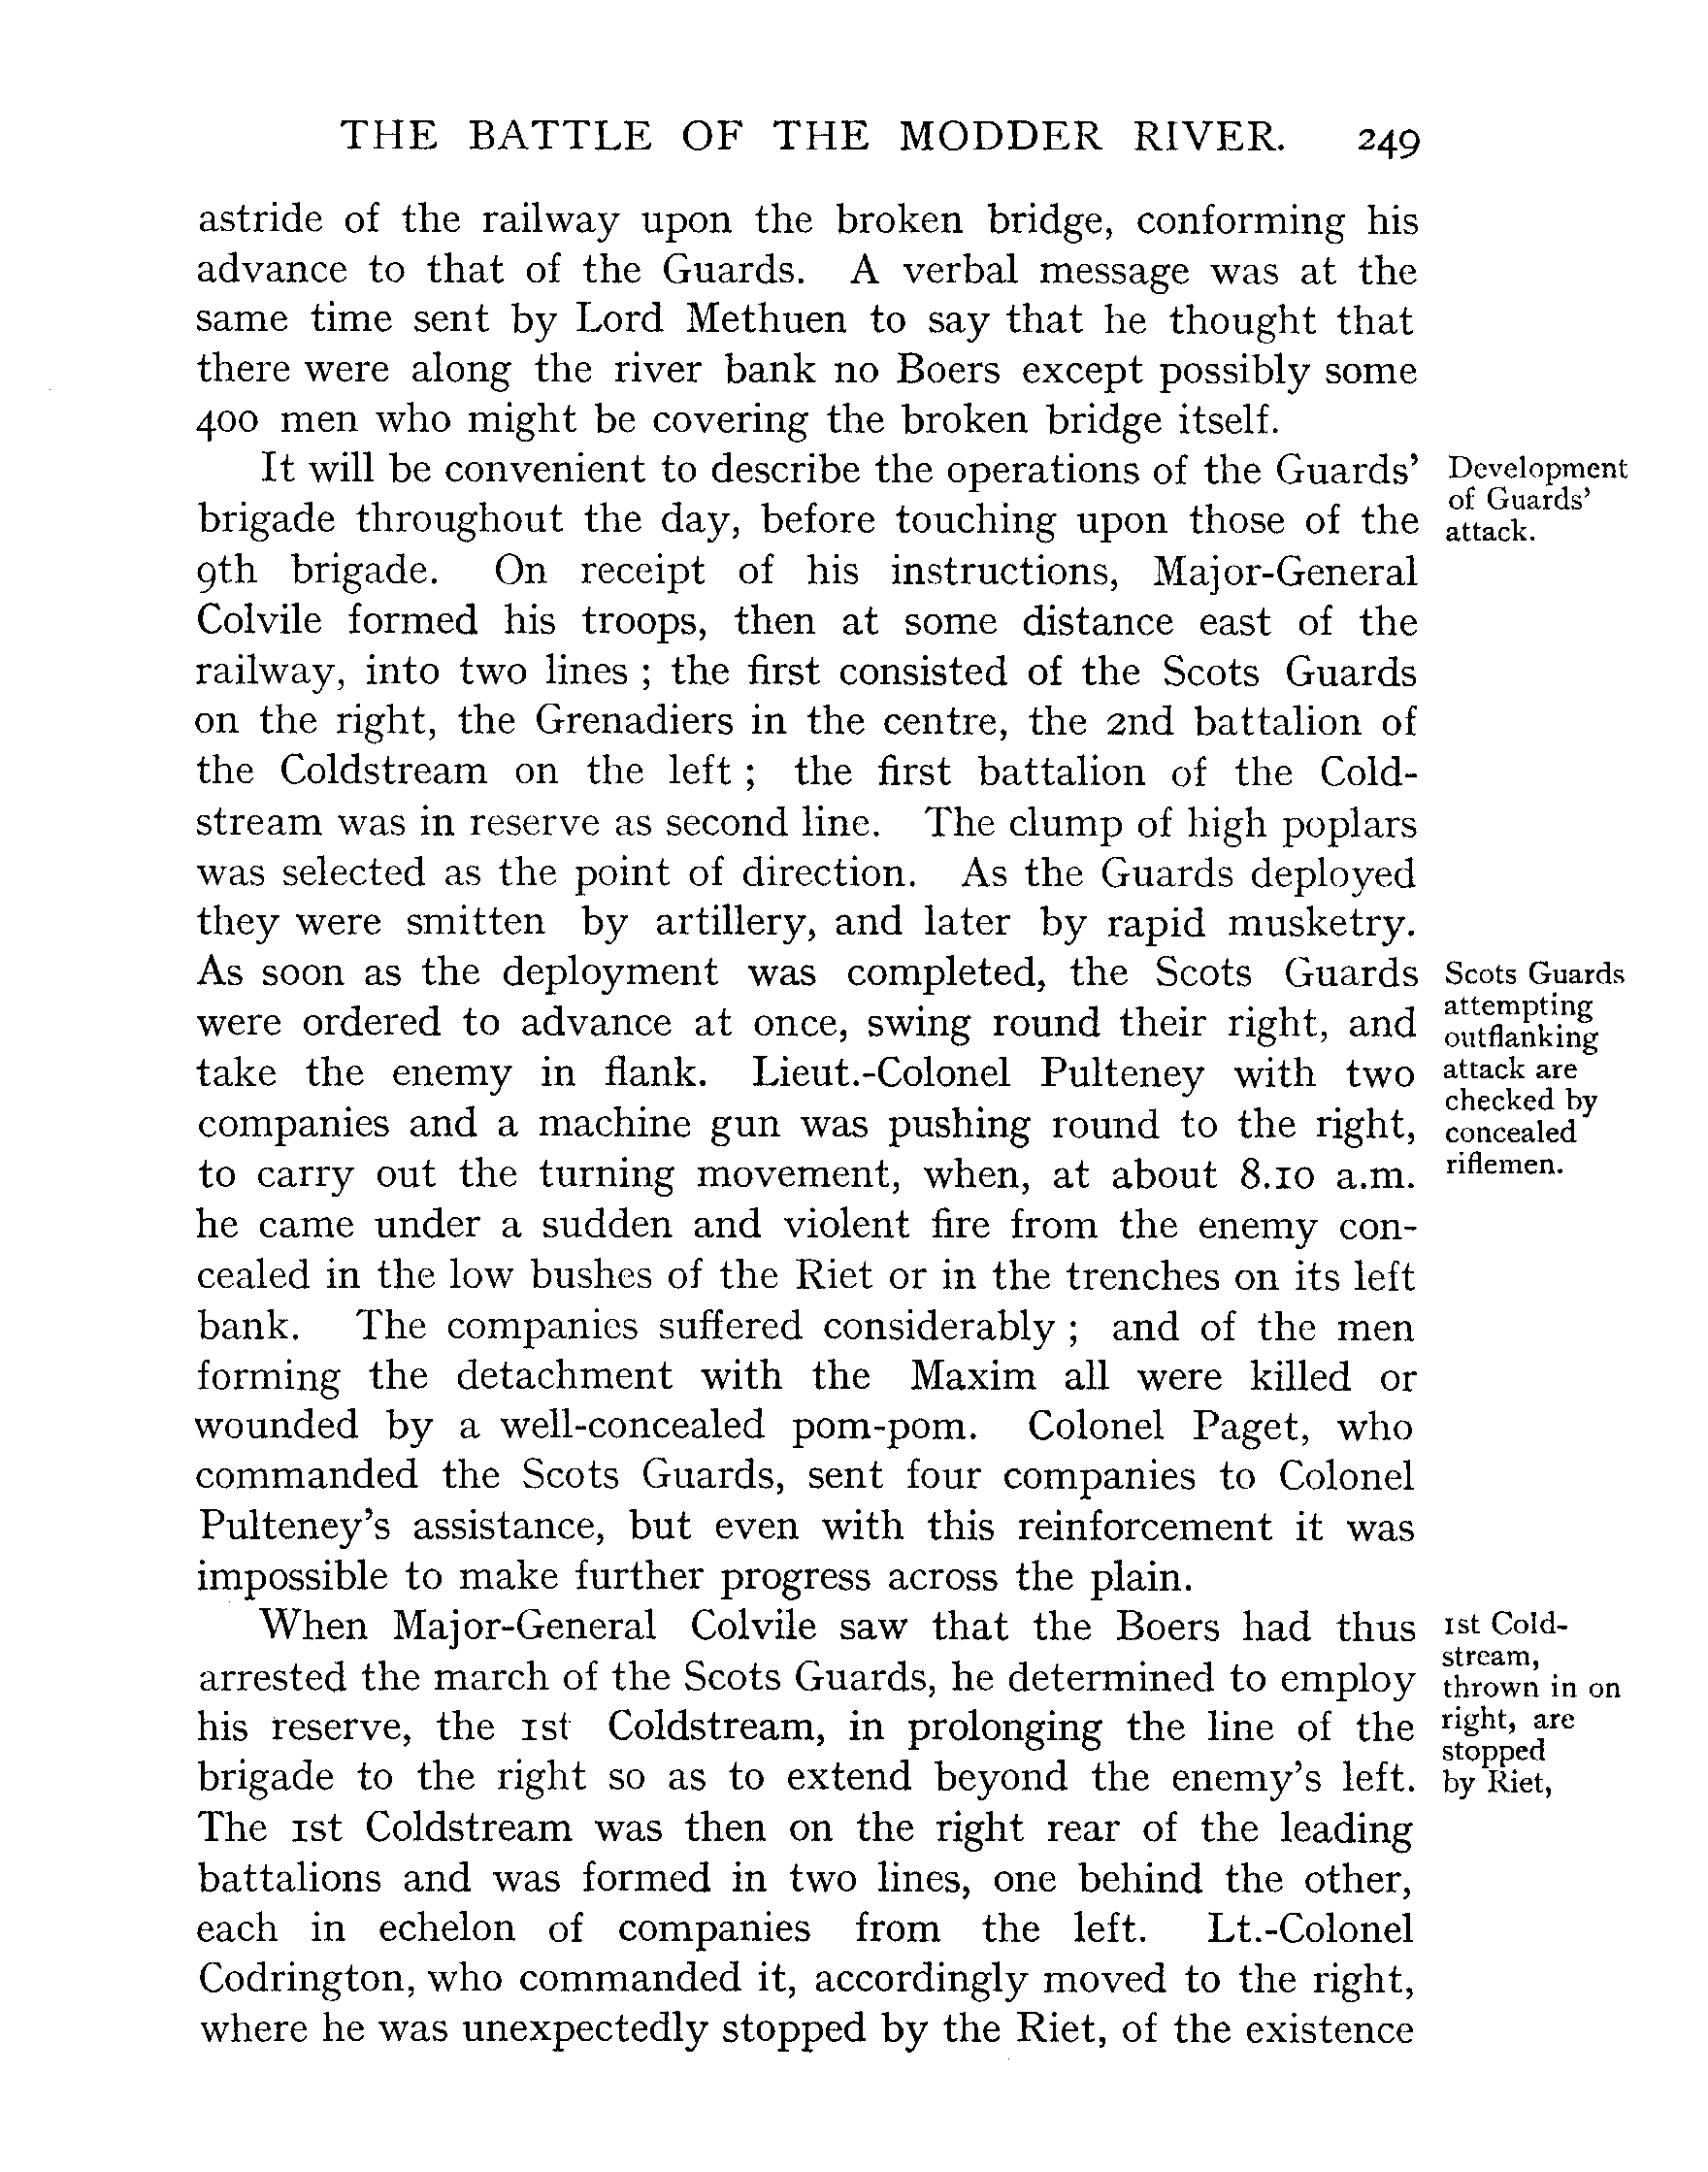 THE BATTLE OF THE MODDER RIVER. 249
astride of the railway upon the broken bridge, conforming his
advance to that of the Guards. A verbal message was at the
same time sent by Lord Methuen to say that he thought that
there were along the river bank no Boers except possibly some
400 men who might be covering the broken bridge itself.
It will be convenient to describe the operations of the Guards'
brigade throughout the day, before touching upon those of the
9th brigade. On receipt of his instructions, Major-General
Colvile formed his troops, then at some distance east of the
railway, into two lines ; the first consisted of the Scots Guards
on the right, the Grenadiers in the centre, the 2nd battalion of
the Coldstream on the left ; the first battalion of the Cold-
stream was in reserve as second line. The clump of high poplars
was selected as the point of direction. As the Guards deployed
they were smitten by artillery, and later by rapid musketry.
As soon as the deployment was completed, the Scots Guards
were ordered to advance at once, swing round their right, and
take the enemy in flank. Lieut.-Colonel Pulteney with two
companies and a machine gun was pushing round to the right,
to carry out the turning movement, when, at about 8.10 a.m.
he came under a sudden and violent fire from the enemy con-
cealed in the low bushes of the Riet or in the trenches on its left
bank. The companies suffered considerably ; and of the men
forming the detachment with the Maxim all were killed or
wounded by a well-concealed pom-pom. Colonel Paget, who
commanded the Scots Guards, sent four companies to Colonel
Pulteney's assistance, but even with this reinforcement it was
impossible to make further progress across the plain.
When Major-General Colvile saw that the Boers had thus
arrested the march of the Scots Guards, he determined to employ
his reserve, the 1st Coldstream, in prolonging the line of the
brigade to the right so as to extend beyond the enemy's left.
The 1st Coldstream was then on the right rear of the leading
battalions and was formed in two lines, one behind the other,
each in echelon of companies from the left. Lt.-Colonel
Codrington, who commanded it, accordingly moved to the right,
where he was unexpectedly stopped by the Riet, of the existence
Development
of Guards'
attack.
Scots Guards
attempting
outflanking
attack are
checked by
concealed
riflemen.
1st Cold-
stream,
thrown in on
right, are
stopped
by Riet,